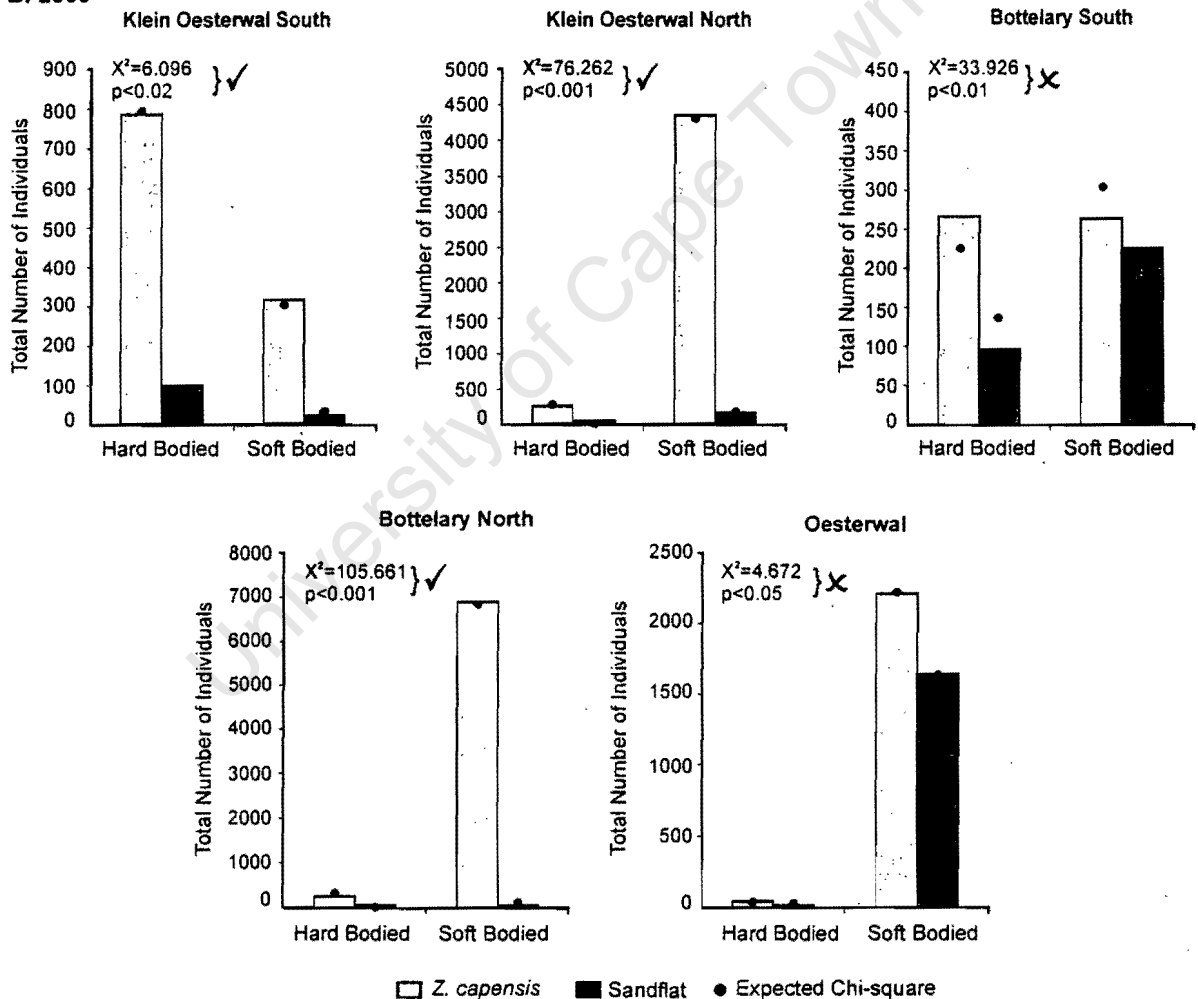 Klein Oesterwal South
Klein Oesterwal North
Bottelary South
X²=6.096
p<0.02 }✓
X²=76.262
p<0.001 }✓
X²=33.926
p<0.01 }✗
Total Number of Individuals
900
800
700
600
500
400
300
200
100
0
Hard Bodied Soft Bodied
Total Number of Individuals
5000
4500
4000
3500
3000
2500
2000
1500
1000
500
0
Hard Bodied Soft Bodied
Total Number of Individuals
450
400
350
300
250
200
150
100
50
0
Hard Bodied Soft Bodied
Bottelary North
Oesterwal
X²=105.661
p<0.001 }✓
X²=4.672
p<0.05 }✗
Total Number of Individuals
8000
7000
6000
5000
4000
3000
2000
1000
0
Hard Bodied Soft Bodied
Total Number of Individuals
2500
2000
1500
1000
500
0
Hard Bodied Soft Bodied
Z. capensis Sandflat Expected Chi-square
University of Cape Town